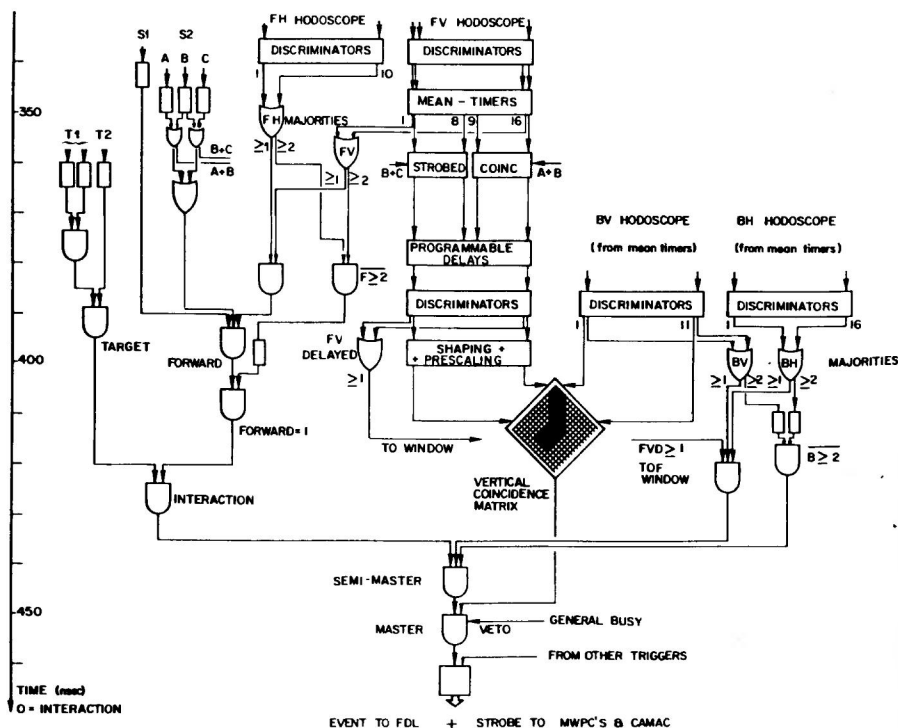 FH HODOSCOPE
FV HODOSCOPE
S1
S2
A B C
DISCRIMINATORS
DISCRIMINATORS
1
10
MEAN-TIMERS
350
FH MAJORITIES
1
8
9
16
T1
T2
B+C
A+B
≥1
≥2
FV
B+C
STROBED
COINC
A+B
≥1
≥2
BV HODOSCOPE
BH HODOSCOPE
(from mean timers)
(from mean timers)
PROGRAMMABLE DELAYS
F≥2
DISCRIMINATORS
DISCRIMINATORS
DISCRIMINATORS
1
11
1
16
TARGET
FORWARD
FV DELAYED
SHAPING +
+ PRESCALING
400
BV
BH
MAJORITIES
≥1
≥1
≥2
≥1
≥2
FORWARD=1
TO WINDOW
FVD≥1
TOF WINDOW
B≥2
VERTICAL COINCIDENCE MATRIX
INTERACTION
SEMI-MASTER
450
MASTER
VETO
GENERAL BUSY
FROM OTHER TRIGGERS
TIME (nsec)
O = INTERACTION
EVENT TO FDL + STROBE TO MWPC'S & CAMAC